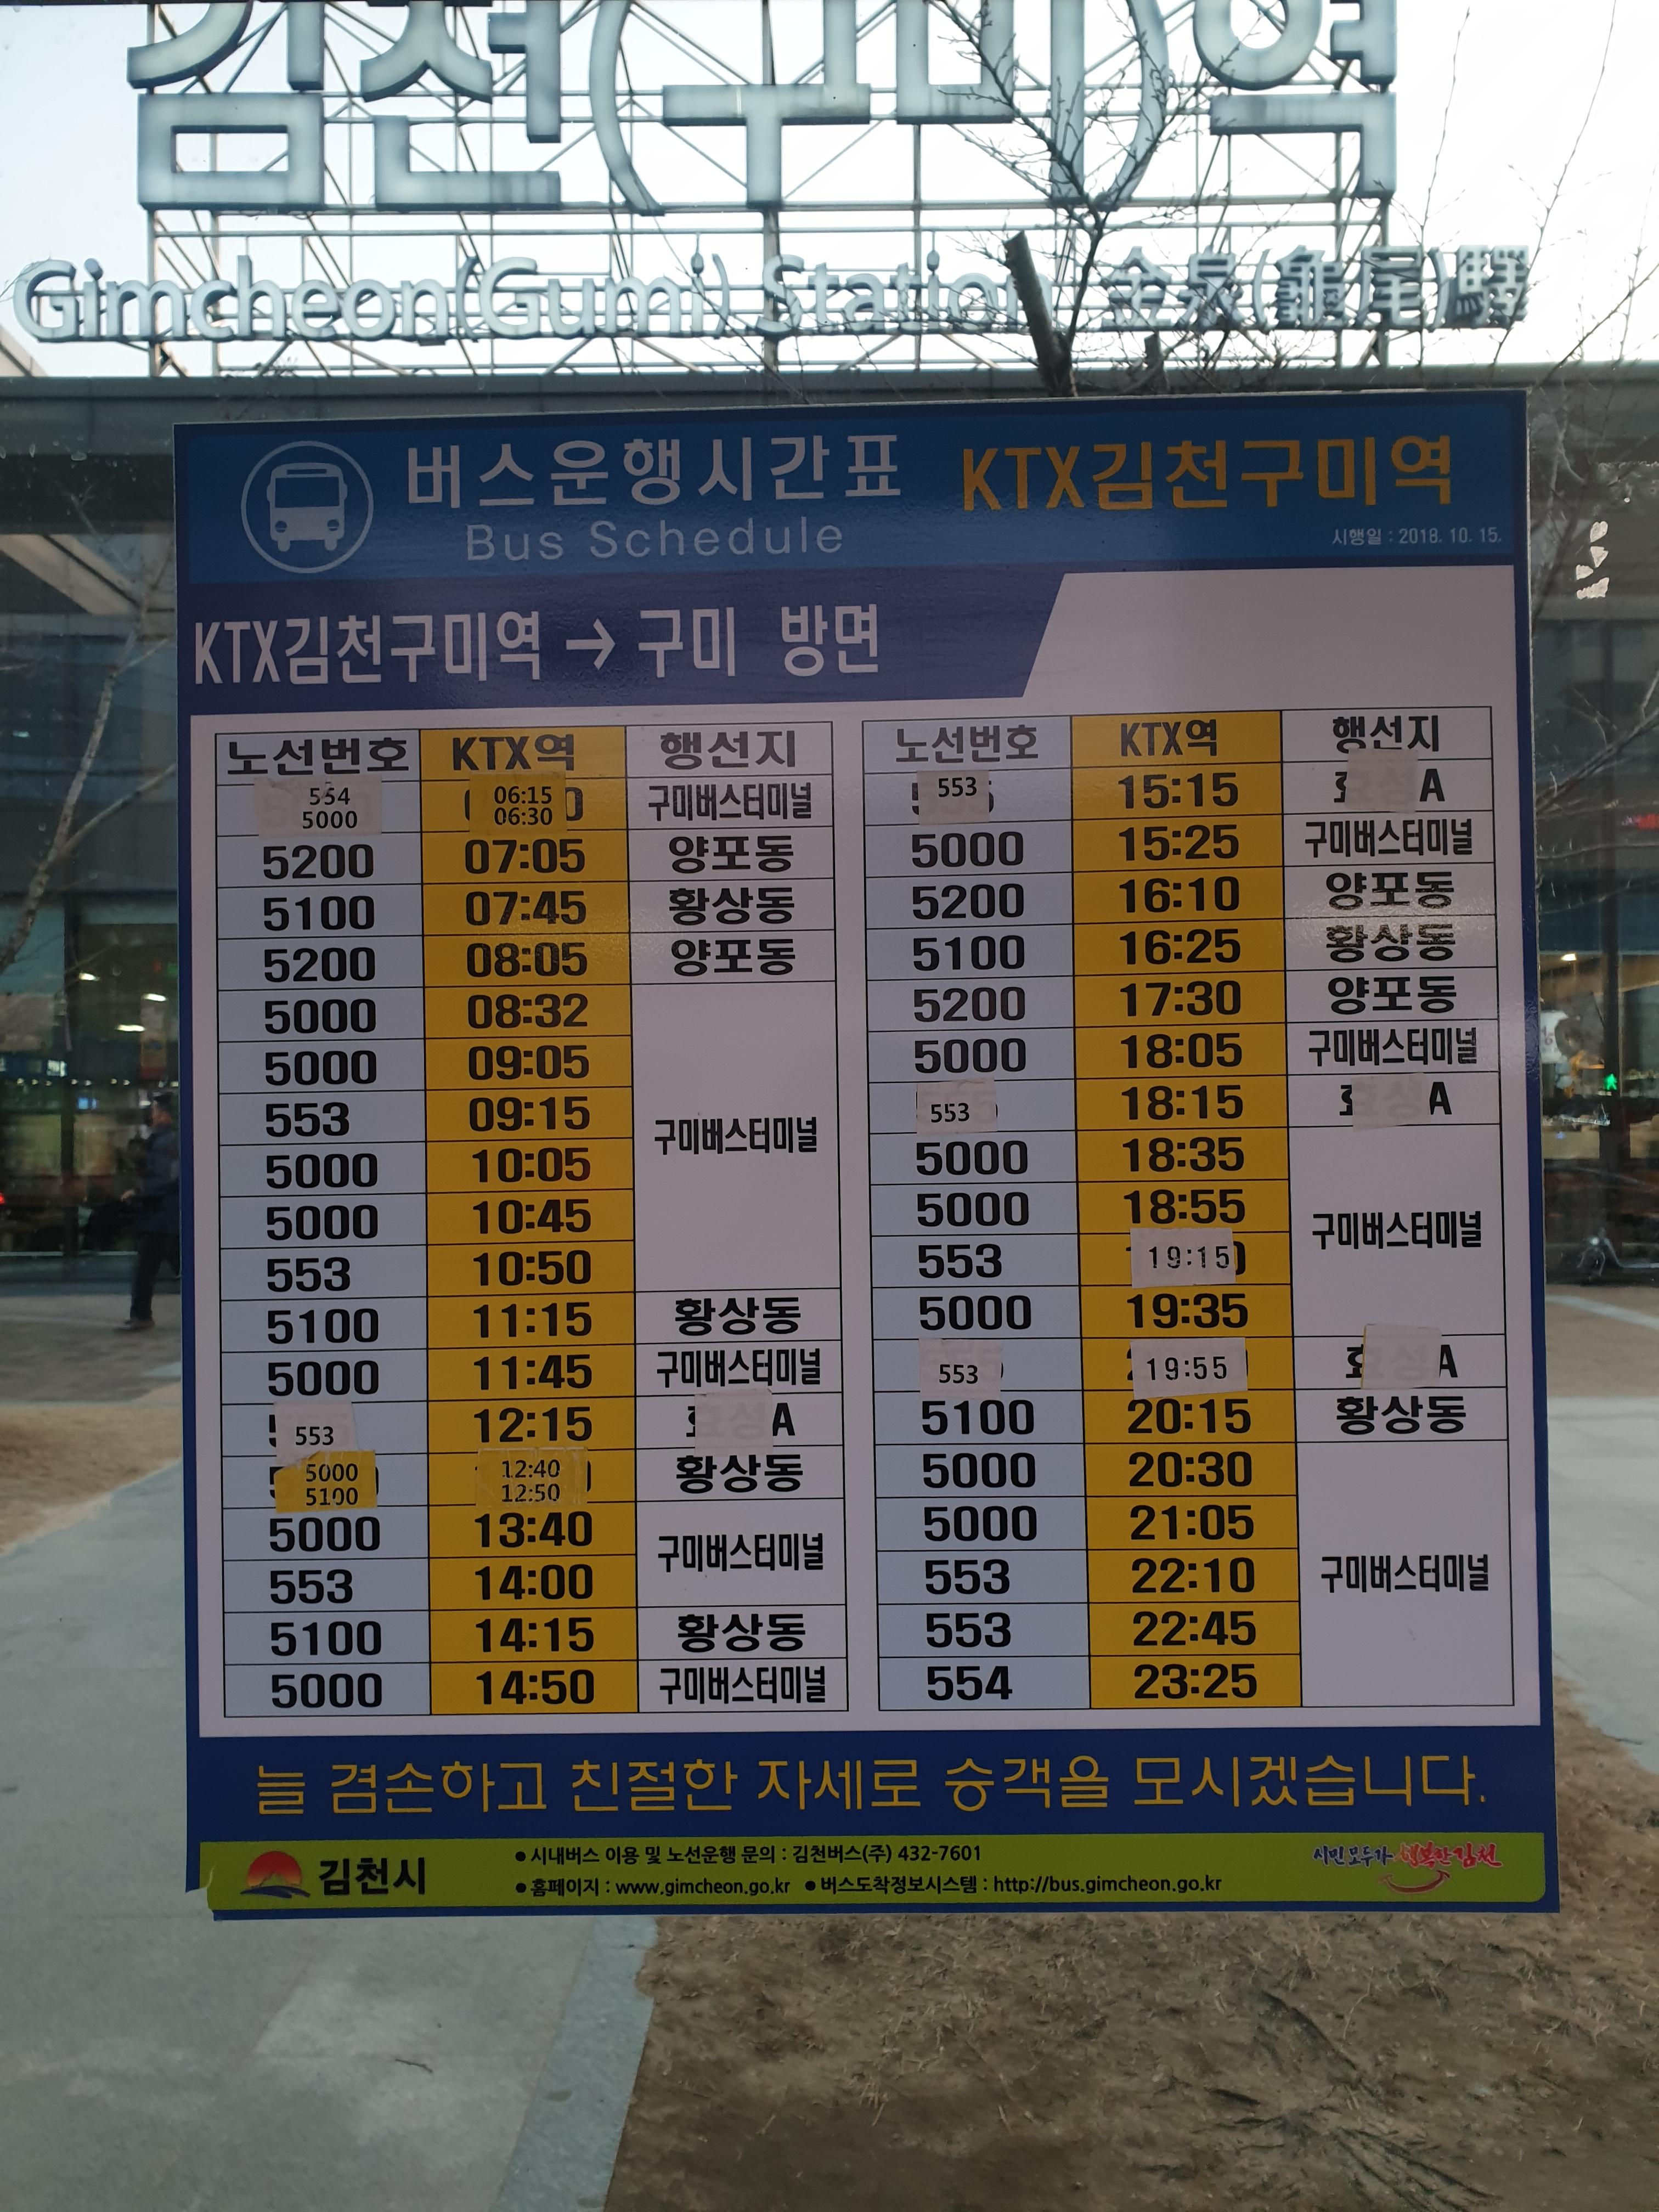 김천(구미)역
Gimcheon(Gumi) Station 金泉(龜尾)驛
버스운행시간표 KTX김천구미역
Bus Schedule
시행일 : 2018. 10. 15.
KTX김천구미역 → 구미 방면
노선번호 KTX역 행선지
554 06:15 구미버스터미널
5000 06:30
5200 07:05 양포동
5100 07:45 황상동
5200 08:05 양포동
5000 08:32
5000 09:05
553 09:15 구미버스터미널
5000 10:05
5000 10:45
553 10:50
5100 11:15 황상동
5000 11:45 구미버스터미널
553 12:15 효성A
5000 12:40 황상동
5100 12:50
5000 13:40 구미버스터미널
553 14:00
5100 14:15 황상동
5000 14:50 구미버스터미널
노선번호 KTX역 행선지
553 15:15 효성A
5000 15:25 구미버스터미널
5200 16:10 양포동
5100 16:25 황상동
5200 17:30 양포동
5000 18:05 구미버스터미널
553 18:15 효성A
5000 18:35
5000 18:55 구미버스터미널
553 19:15
5000 19:35
553 19:55 효성A
5100 20:15 황상동
5000 20:30
5000 21:05
553 22:10 구미버스터미널
553 22:45
554 23:25
늘 겸손하고 친절한 자세로 승객을 모시겠습니다.
김천시
● 시내버스 이용 및 노선운행 문의 : 김천버스(주) 432-7601
● 홈페이지 : www.gimcheon.go.kr ● 버스도착정보시스템 : http://bus.gimcheon.go.kr
시민모두가 행복한김천